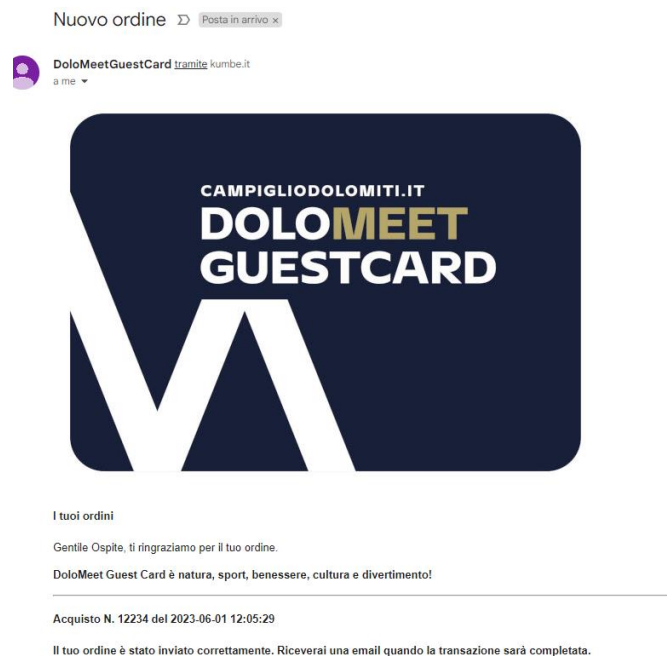 Nuovo ordine Posta in arrivo x
DoloMeetGuestCard tramite kumbe.it
a me
CAMPIGLIODOLOMITI.IT
DOLOMEET
GUESTCARD
I tuoi ordini
Gentile Ospite, ti ringraziamo per il tuo ordine.
DoloMeet Guest Card è natura, sport, benessere, cultura e divertimento!
Acquisto N. 12234 del 2023-06-01 12:05:29
Il tuo ordine è stato inviato correttamente. Riceverai una email quando la transazione sarà completata.